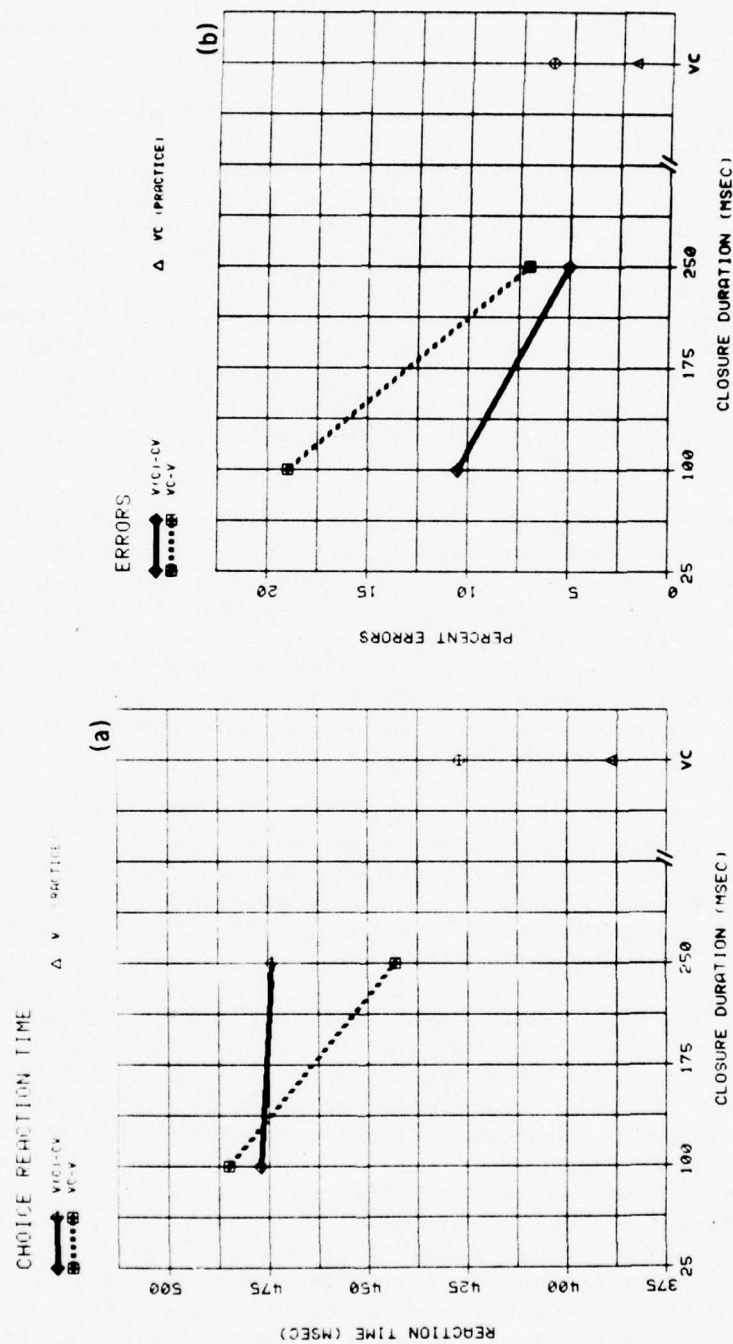 CHOICE REACTION TIME
V(C)-CV
VC-V
Δ V
(a)
REACTION TIME (MSEC)
500
475
450
425
400
375
25
100
175
250
VC
CLOSURE DURATION (MSEC)
ERRORS
V(C)-CV
VC-V
Δ VC (PRACTICE)
(b)
PERCENT ERRORS
20
15
10
5
0
25
100
175
250
VC
CLOSURE DURATION (MSEC)